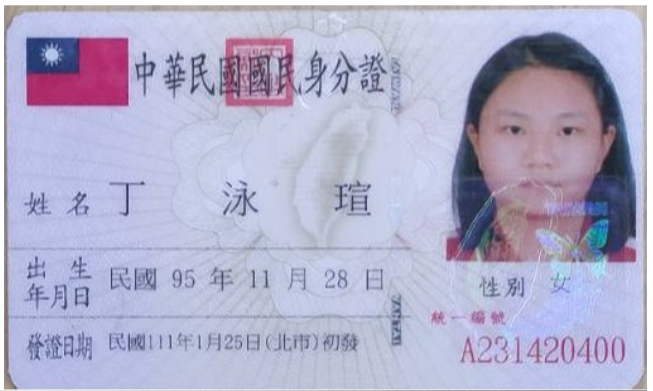 中華民國國民身分證
姓名 丁 泳 瑄
出生年月日 民國 95 年 11 月 28 日
性別 女
發證日期 民國111年1月25日(北市)初發
統一編號
A231420400